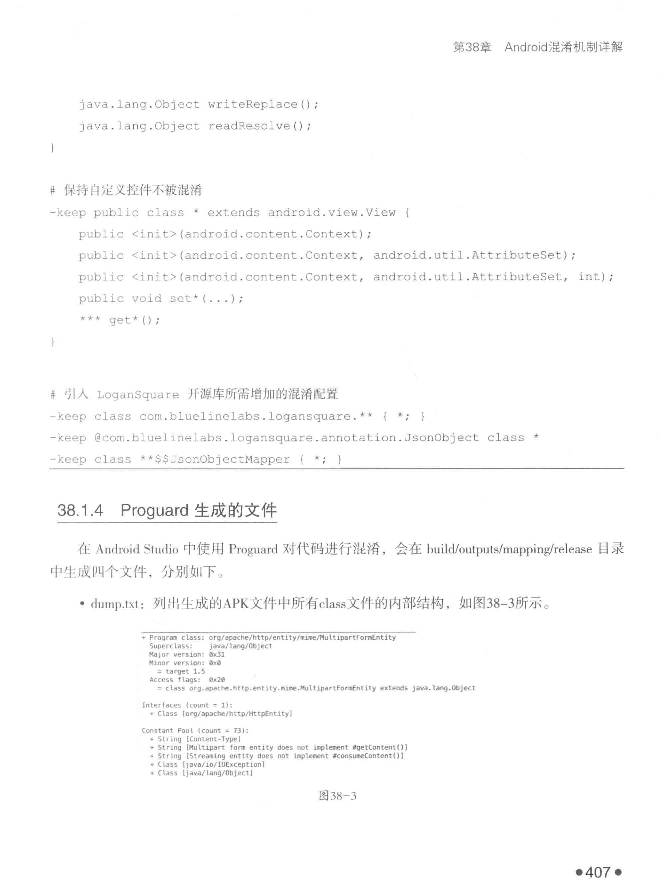 第38章 Android混淆机制详解
java.lang.Object writeReplace();
java.lang.Object readResolve();
}
# 保持自定义控件不被混淆
-keep public class * extends android.view.View {
public <init>(android.content.Context);
public <init>(android.content.Context, android.util.AttributeSet);
public <init>(android.content.Context, android.util.AttributeSet, int);
public void set*(...);
*** get*();
}
# 引入 LoganSquare 开源库所需增加的混淆配置
-keep class com.bluelinelabs.logansquare.** { *; }
-keep @com.bluelinelabs.logansquare.annotation.JsonObject class *
-keep class **$$JsonObjectMapper { *; }
38.1.4 Proguard 生成的文件
在 Android Studio 中使用 Proguard 对代码进行混淆，会在 build/outputs/mapping/release 目录
中生成四个文件，分别如下。
• dump.txt：列出生成的APK文件中所有class文件的内部结构，如图38-3所示。
+ Program class: org/apache/http/entity/mime/MultipartFormEntity
Superclass: java/lang/Object
Major version: 0x31
Minor version: 0x0
= target 1.5
Access flags: 0x20
= class org.apache.http.entity.mime.MultipartFormEntity extends java.lang.Object
Interfaces (count = 1):
+ Class [org/apache/http/HttpEntity]
Constant Pool (count = 73):
+ String [Content-Type]
+ String [Multipart form entity does not implement #getContent()]
+ String [Streaming entity does not implement #consumeContent()]
+ Class [java/io/IOException]
+ Class [java/lang/Object]
图38-3
●407●